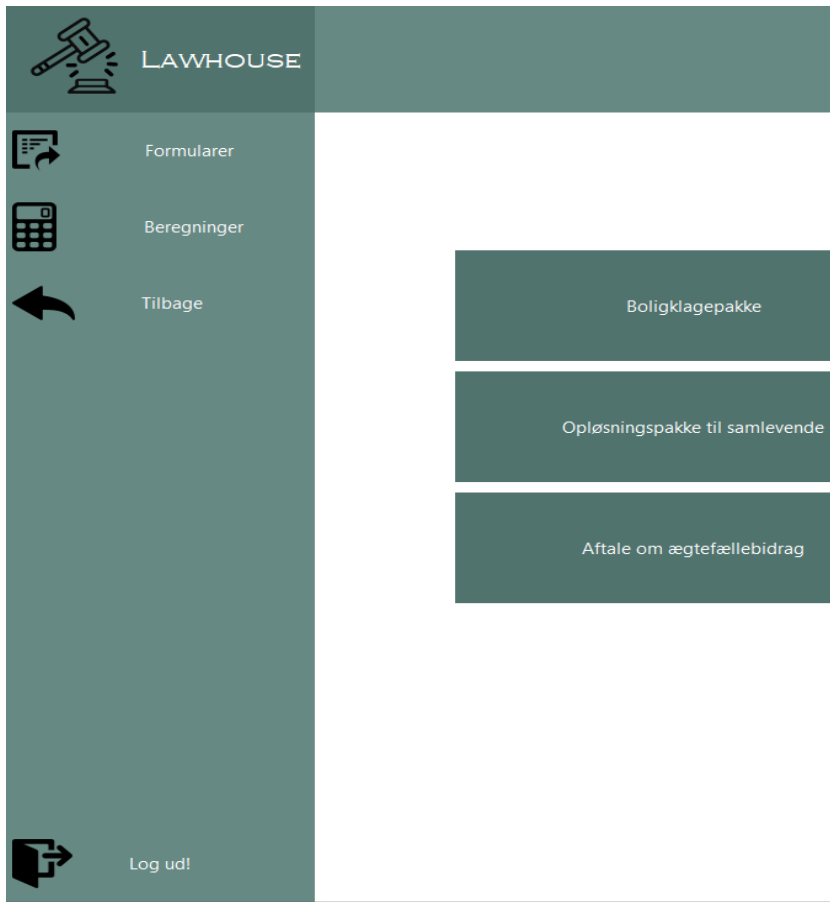 LAWHOUSE
Formularer
Beregninger
Tilbage
Boligklagepakke
Opløsningspakke til samlevende
Aftale om ægtefællebidrag
Log ud!